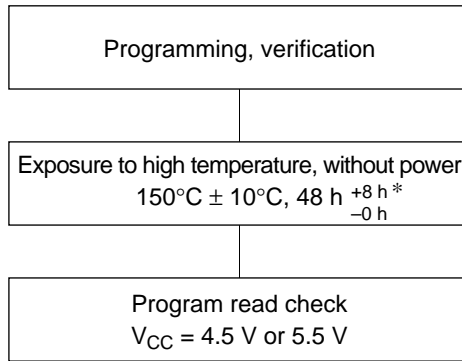 Programming, verification
Exposure to high temperature, without power
150°C ± 10°C, 48 h +8 h *
–0 h
Program read check
VCC = 4.5 V or 5.5 V